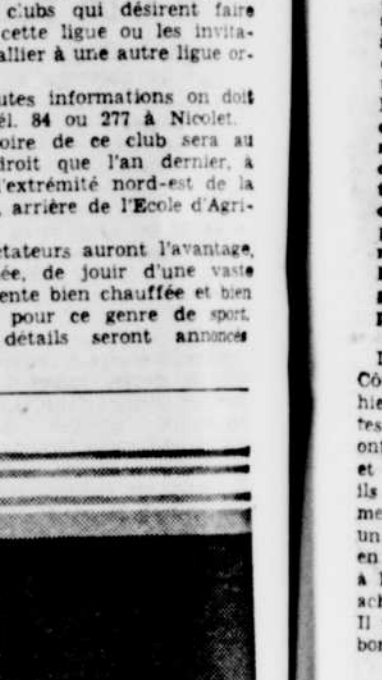 clubs qui désirent faire
cette ligue ou les invita-
allier à une autre ligue or-
utes informations on doit
él. 84 ou 277 à Nicolet.
oire de ce club sera au
droit que l'an dernier, à
l'extrémité nord-est de la
, arrière de l'Ecole d'Agri-
ctateurs auront l'avantage,
ée, de jouir d'une vaste
ente bien chauffée et bien
pour ce genre de sport.
détails seront annoncés
Cô
hie
tes
ont
et
ils
me
un
en
à
ach
Il
bor